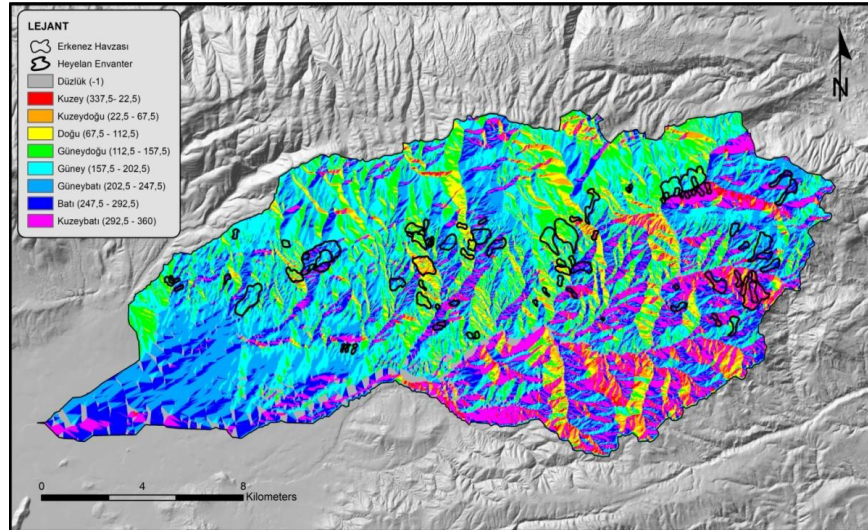 LEJANT
Erkenez Havzası
Heyelan Envanter
Düzlük (-1)
Kuzey (337,5- 22,5)
Kuzeydoğu (22,5 - 67,5)
Doğu (67,5 - 112,5)
Güneydoğu (112,5 - 157,5)
Güney (157,5 - 202,5)
Güneybatı (202,5 - 247,5)
Batı (247,5 - 292,5)
Kuzeybatı (292,5 - 360)
N
0 4 8
Kilometers